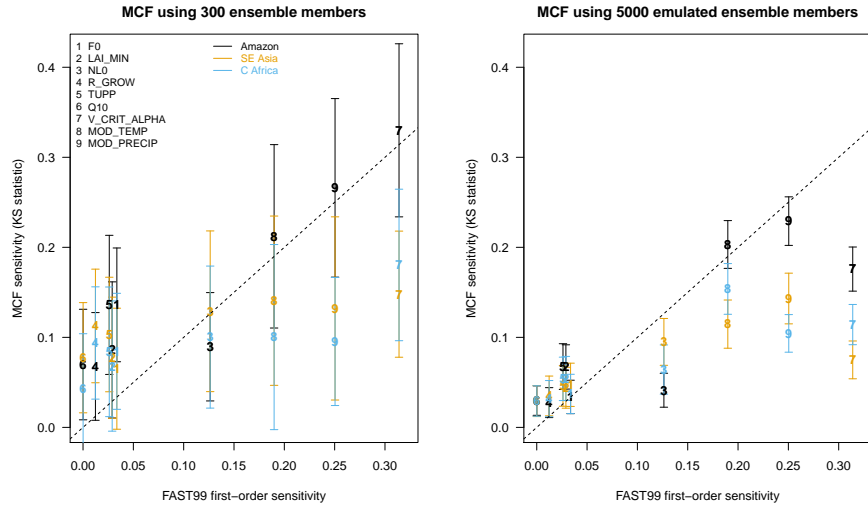 MCF using 300 ensemble members
1 F0
2 LAI_MIN
3 NL0
4 R_GROW
5 TUPP
6 Q10
7 V_CRIT_ALPHA
8 MOD_TEMP
9 MOD_PRECIP
Amazon
SE Asia
C Africa
MCF sensitivity (KS statistic)
0.4
0.3
0.2
0.1
0.0
0.00 0.05 0.10 0.15 0.20 0.25 0.30
FAST99 first−order sensitivity
MCF using 5000 emulated ensemble members
MCF sensitivity (KS statistic)
0.4
0.3
0.2
0.1
0.0
0.00 0.05 0.10 0.15 0.20 0.25 0.30
FAST99 first−order sensitivity